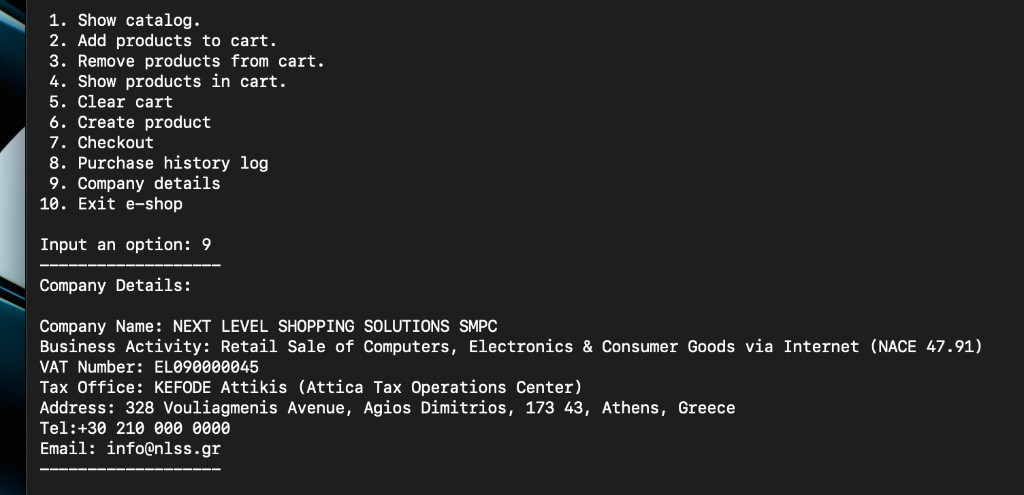 1. Show catalog.
2. Add products to cart.
3. Remove products from cart.
4. Show products in cart.
5. Clear cart
6. Create product
7. Checkout
8. Purchase history log
9. Company details
10. Exit e-shop
Input an option: 9
-------------------
Company Details:
Company Name: NEXT LEVEL SHOPPING SOLUTIONS SMPC
Business Activity: Retail Sale of Computers, Electronics & Consumer Goods via Internet (NACE 47.91)
VAT Number: EL090000045
Tax Office: KEFODE Attikis (Attica Tax Operations Center)
Address: 328 Vouliagmenis Avenue, Agios Dimitrios, 173 43, Athens, Greece
Tel:+30 210 000 0000
Email: info@nlss.gr
-------------------